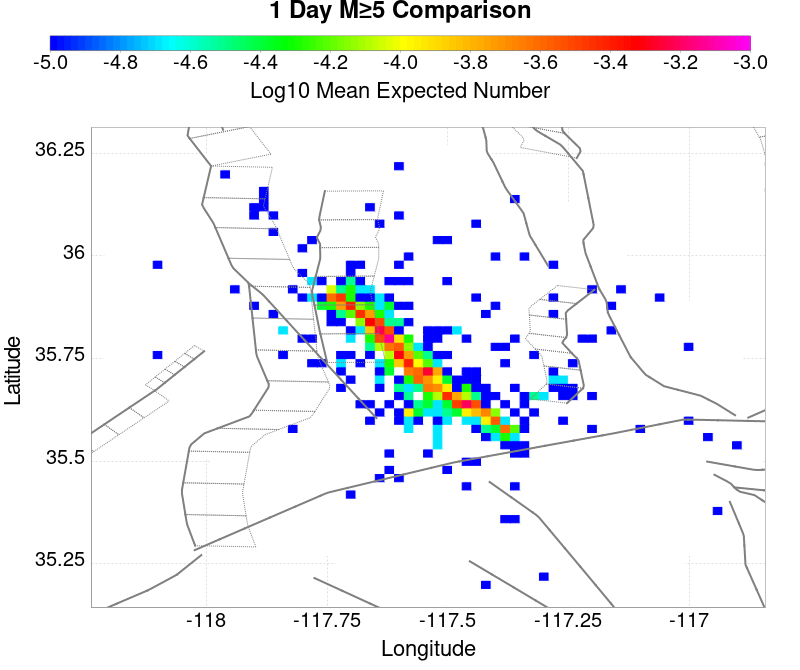 1 Day M≥5 Comparison
-5.0 -4.8 -4.6 -4.4 -4.2 -4.0 -3.8 -3.6 -3.4 -3.2 -3.0
Log10 Mean Expected Number
36.25
36
35.75
35.5
35.25
Latitude
-118 -117.75 -117.5 -117.25 -117
Longitude